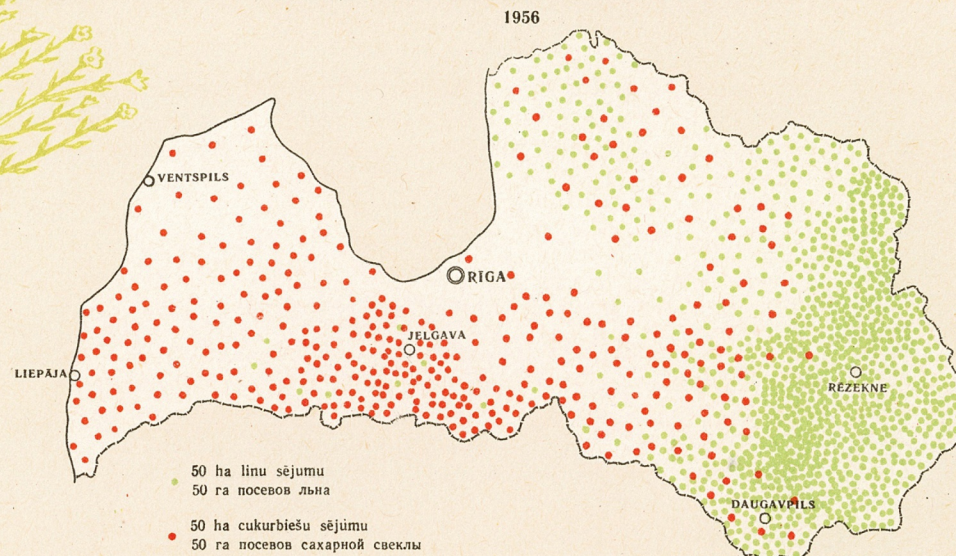 1956
VENTSPILS
RĪGA
JELGAVA
LIEPĀJA
RĒZEKNE
50 ha linu sējumu
50 га посевов льна
DAUGAVPILS
50 ha cukurbiešu sējumu
50 га посевов сахарной свеклы